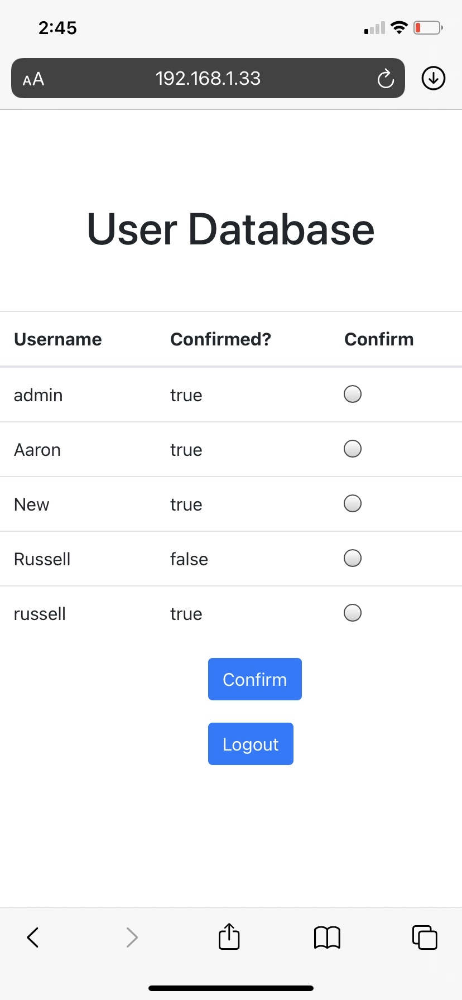 2:45
AA 192.168.1.33
User Database
Username Confirmed? Confirm
admin true
Aaron true
New true
Russell false
russell true
Confirm
Logout